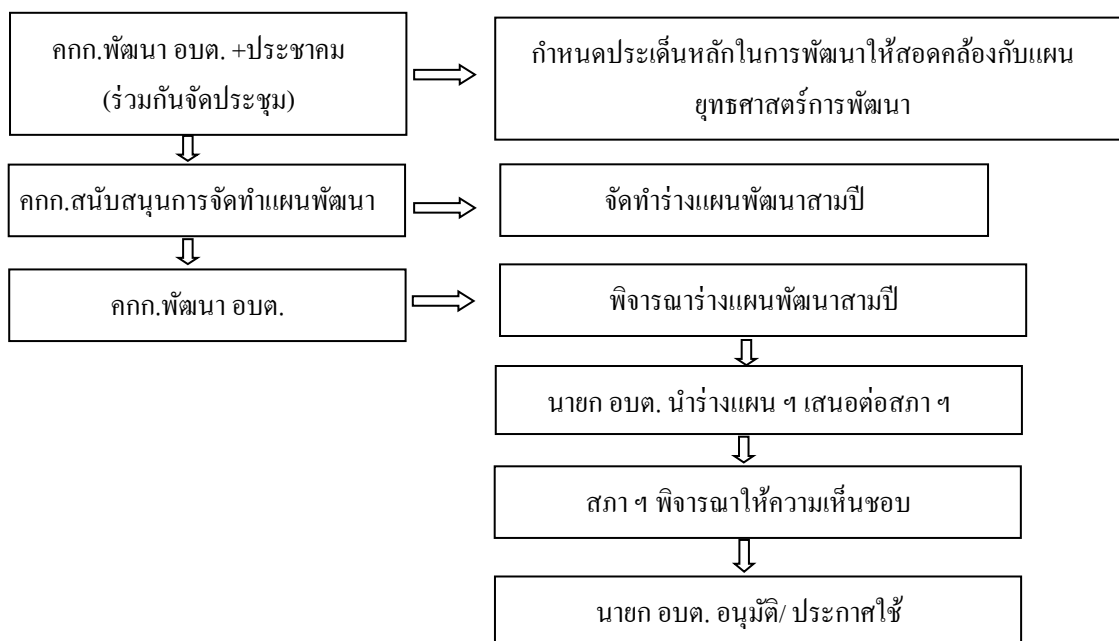 คกก.พัฒนา อบต. +ประชาคม
(ร่วมกันจัดประชุม)
กำหนดประเด็นหลักในการพัฒนาให้สอดคล้องกับแผน
ยุทธศาสตร์การพัฒนา
คกก.สนับสนุนการจัดทำแผนพัฒนา
จัดทำร่างแผนพัฒนาสามปี
คกก.พัฒนา อบต.
พิจารณาร่างแผนพัฒนาสามปี
นายก อบต. นำร่างแผน ฯ เสนอต่อสภา ฯ
สภา ฯ พิจารณาให้ความเห็นชอบ
นายก อบต. อนุมัติ/ ประกาศใช้